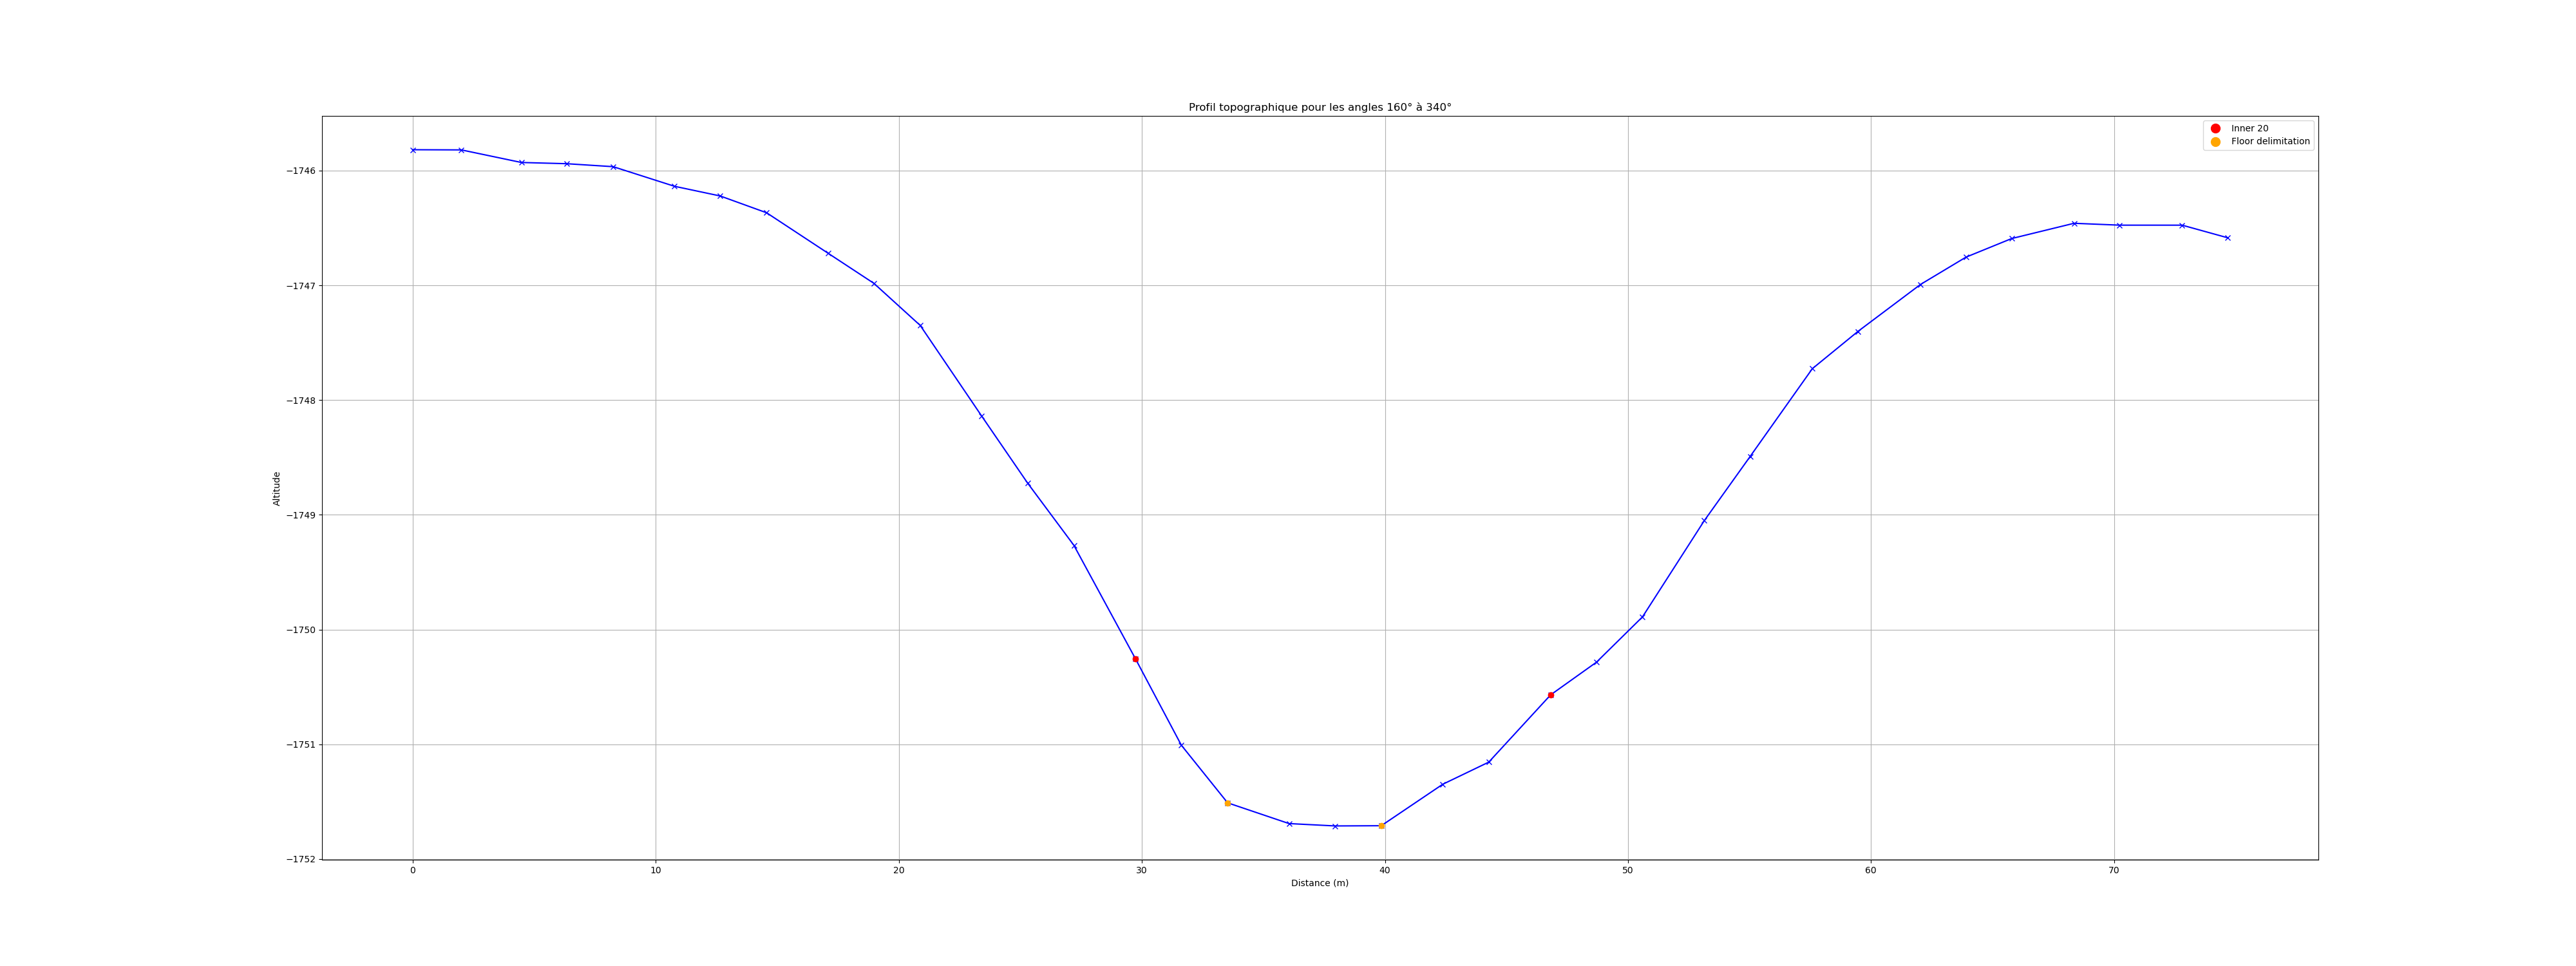 Profil topographique pour les angles 160° à 340°
Inner 20
Floor delimitation
Altitude
−1746
−1747
−1748
−1749
−1750
−1751
−1752
0 10 20 30 40 50 60 70
Distance (m)